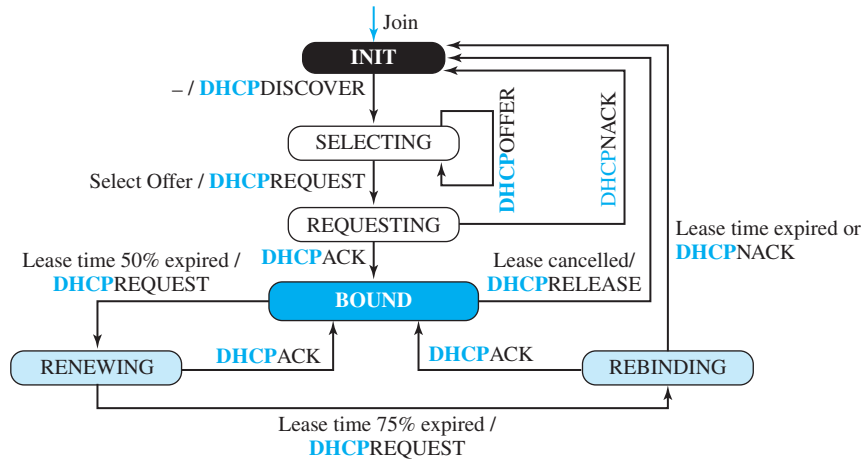 Join
INIT
– / DHCPDISCOVER
SELECTING
DHCPOFFER
DHCPNACK
Select Offer / DHCPREQUEST
REQUESTING
Lease time expired or
DHCPNACK
Lease time 50% expired /
DHCPREQUEST
DHCPACK
Lease cancelled/
DHCPRELEASE
BOUND
RENEWING
DHCPACK
DHCPACK
REBINDING
Lease time 75% expired /
DHCPREQUEST